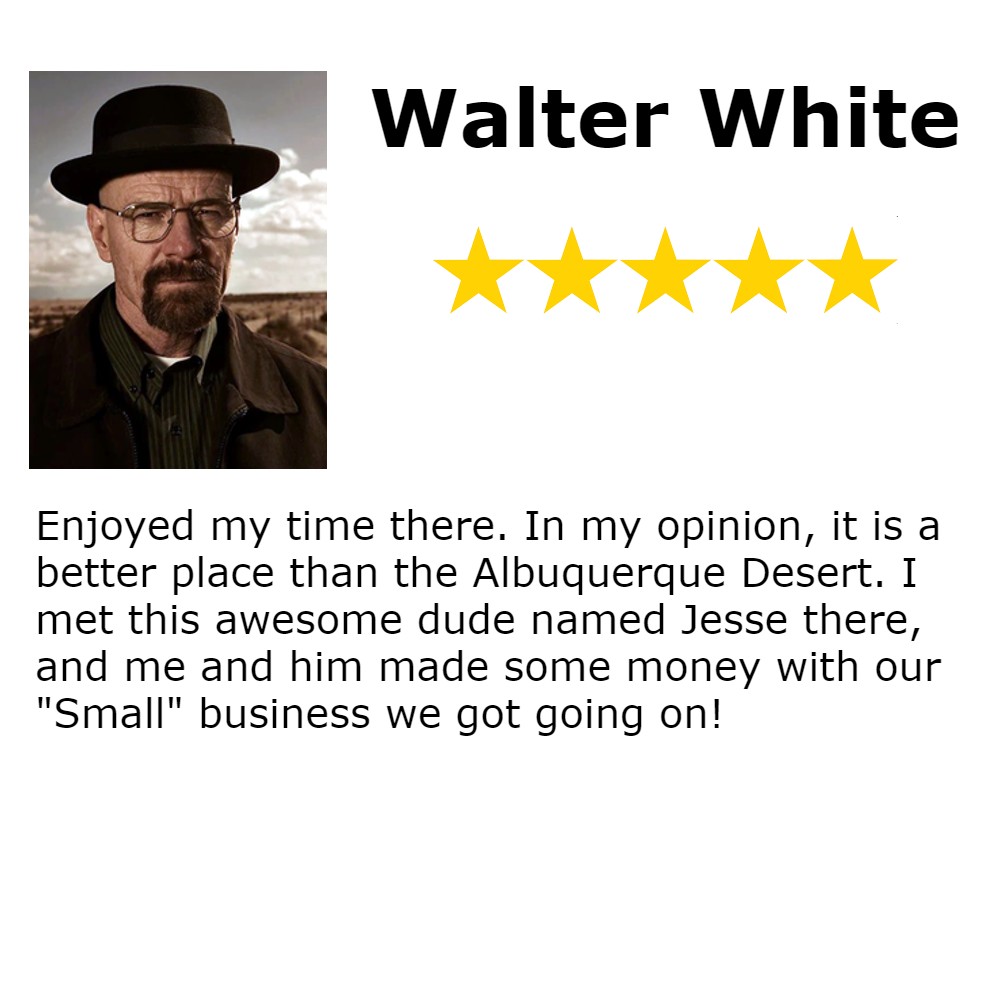 Walter White
Enjoyed my time there. In my opinion, it is a
better place than the Albuquerque Desert. I
met this awesome dude named Jesse there,
and me and him made some money with our
"Small" business we got going on!